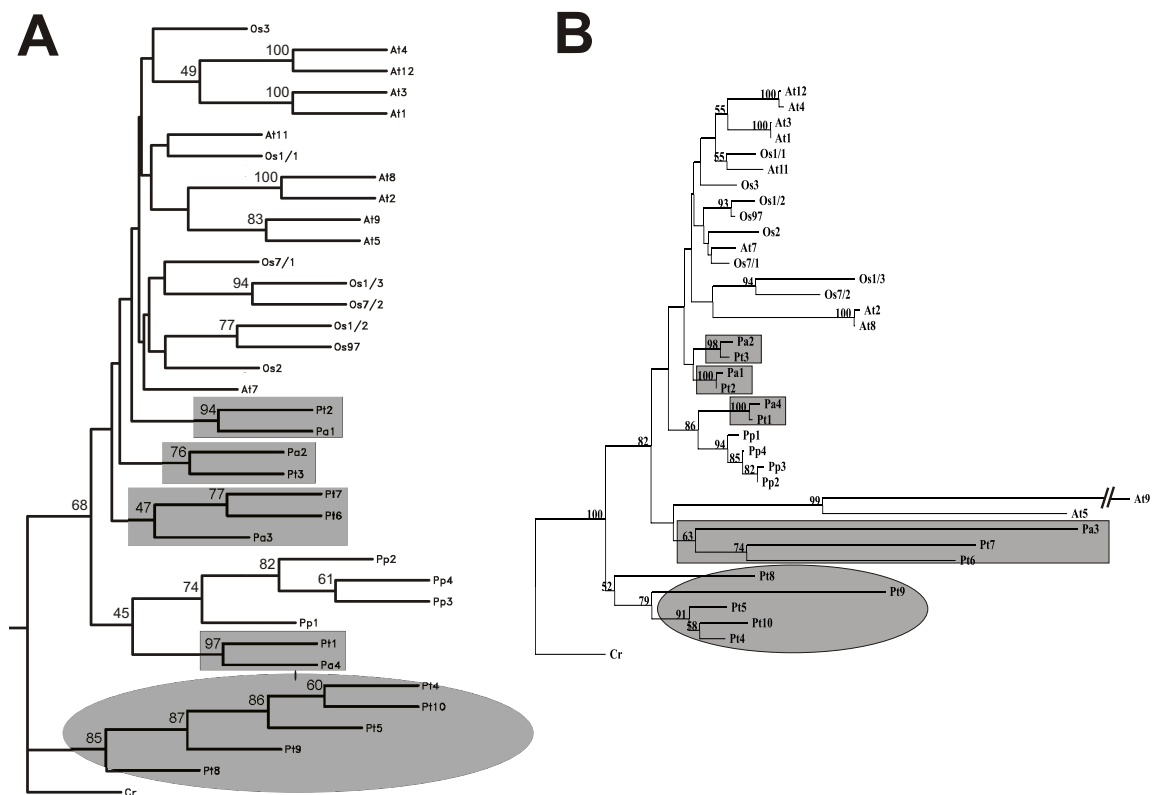 A
Os3
100
At4
49
At12
100
At3
At1
At11
Os1/1
100
At8
At2
83
At9
At5
Os7/1
94
Os1/3
Os7/2
77
Os1/2
Os97
Os2
At7
94
Pt2
Pa1
76
Pa2
Pt3
77
Pt7
47
Pt6
Pa3
68
82
Pp2
74
61
Pp4
Pp3
45
Pp1
97
Pt1
Pa4
60
Pt4
86
Pt10
87
Pt5
85
Pt9
Pt8
Cr
B
100
At12
At4
55
100
At3
At1
55
Os1/1
At11
Os3
93
Os1/2
Os97
Os2
At7
Os7/1
94
Os1/3
Os7/2
100
At2
At8
98
Pa2
Pt3
100
Pa1
Pt2
100
Pa4
Pt1
86
94
Pp1
85
Pp4
82
Pp3
Pp2
82
99
At9
At5
100
63
Pa3
74
Pt7
Pt6
52
Pt8
79
Pt9
91
Pt5
58
Pt10
Pt4
Cr